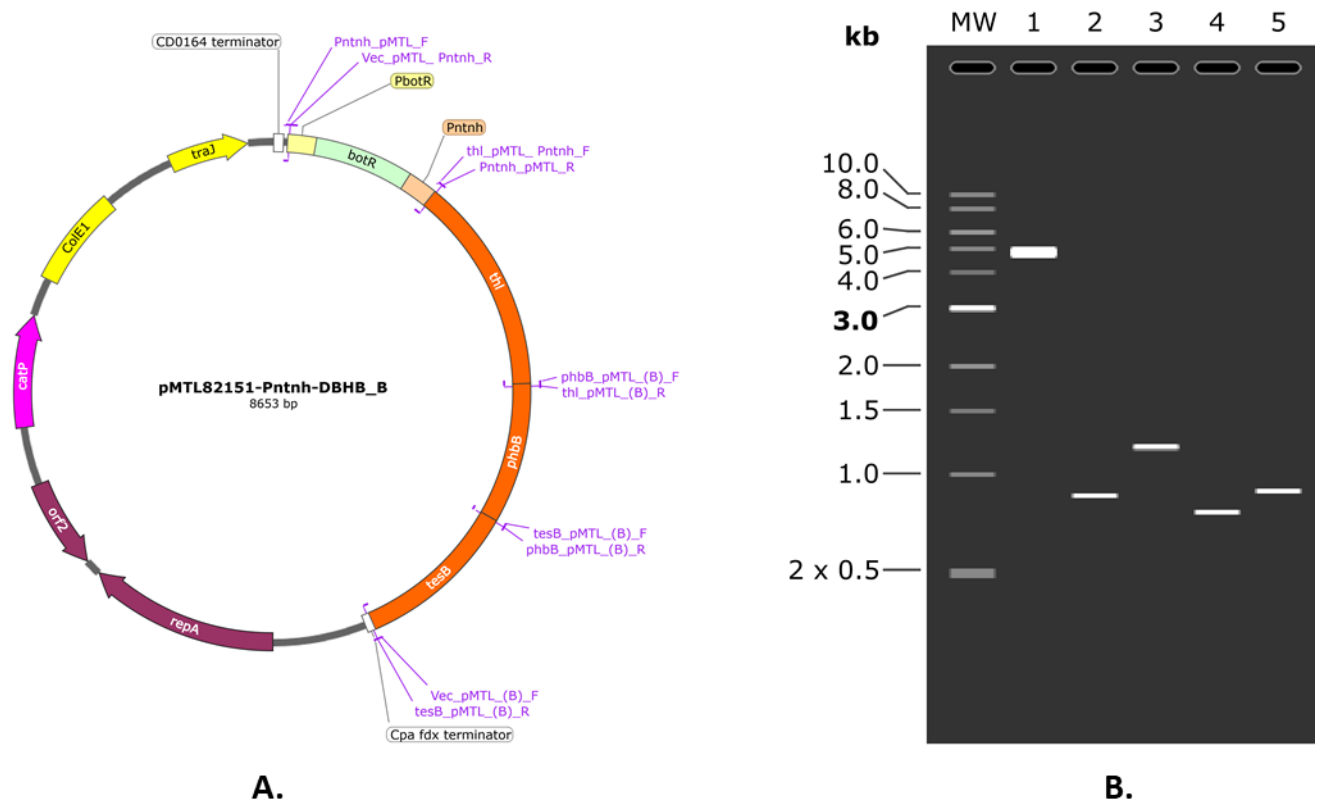 CD0164 terminator
Pntnh_pMTL_F
Vec_pMTL_ Pntnh_R
PbotR
Pntnh
thl_pMTL_ Pntnh_F
Pntnh_pMTL_R
traJ
botR
ColE1
thl
catP
pMTL82151-Pntnh-DBHB_B
8653 bp
phbB_pMTL_(B)_F
thl_pMTL_(B)_R
phbB
orf2
tesB_pMTL_(B)_F
phbB_pMTL_(B)_R
tesB
repA
Vec_pMTL_(B)_F
tesB_pMTL_(B)_R
Cpa fdx terminator
A.
kb
MW 1 2 3 4 5
10.0
8.0
6.0
5.0
4.0
3.0
2.0
1.5
1.0
2 x 0.5
B.